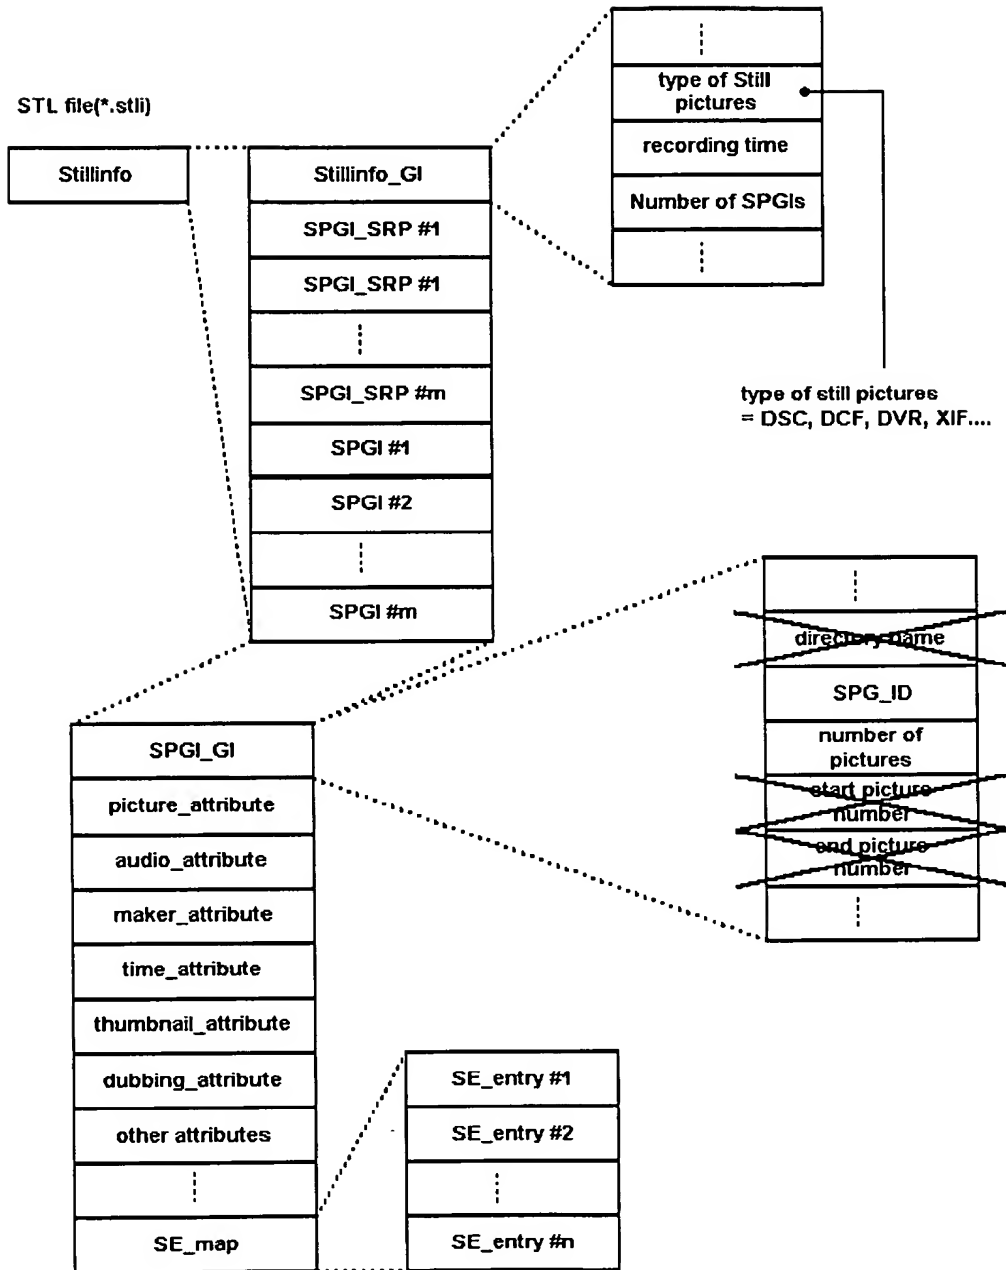 STL file(*.stli)
Stillinfo
Stillinfo_GI
SPGI_SRP #1
SPGI_SRP #1
SPGI_SRP #m
SPGI #1
SPGI #2
SPGI #m
type of Still
pictures
recording time
Number of SPGIs
type of still pictures
= DSC, DCF, DVR, XIF....
directory name
SPG_ID
number of
pictures
start picture
number
end picture
number
SPGI_GI
picture_attribute
audio_attribute
maker_attribute
time_attribute
thumbnail_attribute
dubbing_attribute
other attributes
SE_map
SE_entry #1
SE_entry #2
SE_entry #n